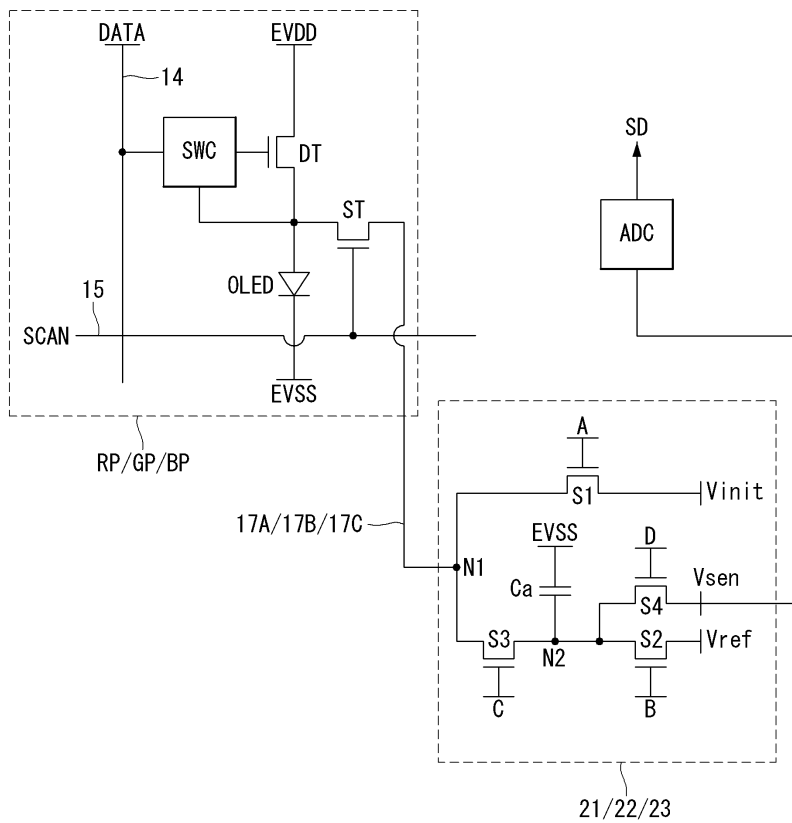 DATA
EVDD
14
SD
SWC
DT
ST
ADC
OLED
15
SCAN
EVSS
RP/GP/BP
A
S1
Vinit
17A/17B/17C
EVSS
D
N1
Ca
Vsen
S4
S3
S2
Vref
N2
C
B
21/22/23